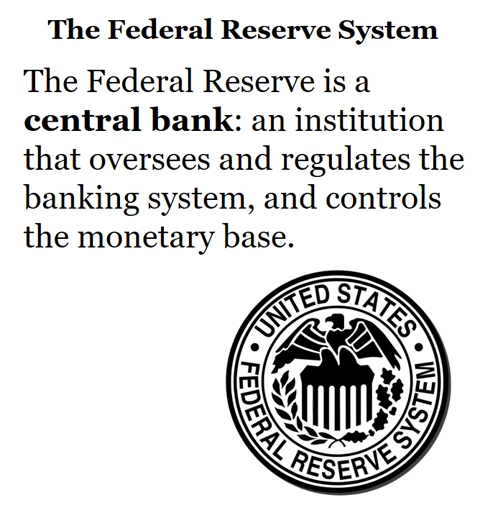 The Federal Reserve System
The Federal Reserve is a
central bank: an institution
that oversees and regulates the
banking system, and controls
the monetary base.
UNITED STATES
FEDERAL RESERVE SYSTEM